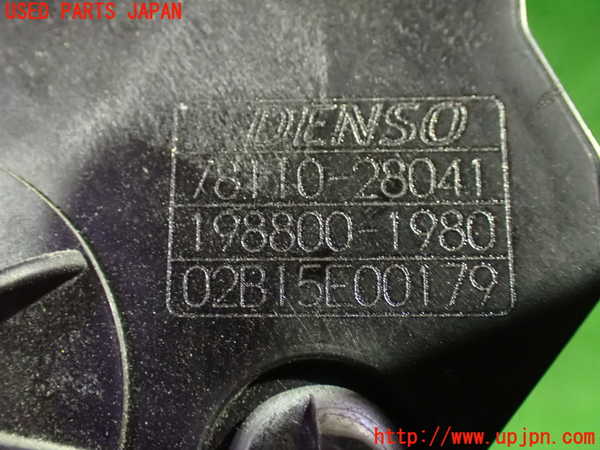 USED PARTS JAPAN
DENSO
78110-28041
198800-1980
02B15E00179
http://www.upjpn.com